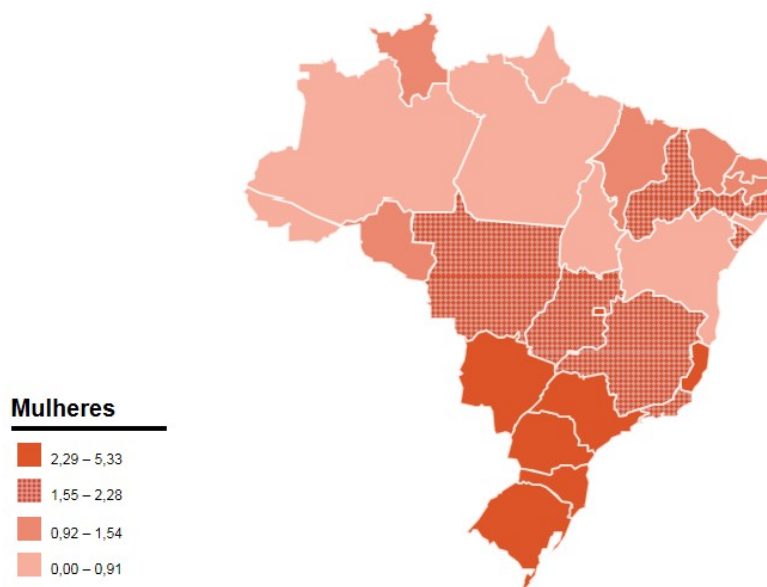 Mulheres
2,29 – 5,33
1,55 – 2,28
0,92 – 1,54
0,00 – 0,91